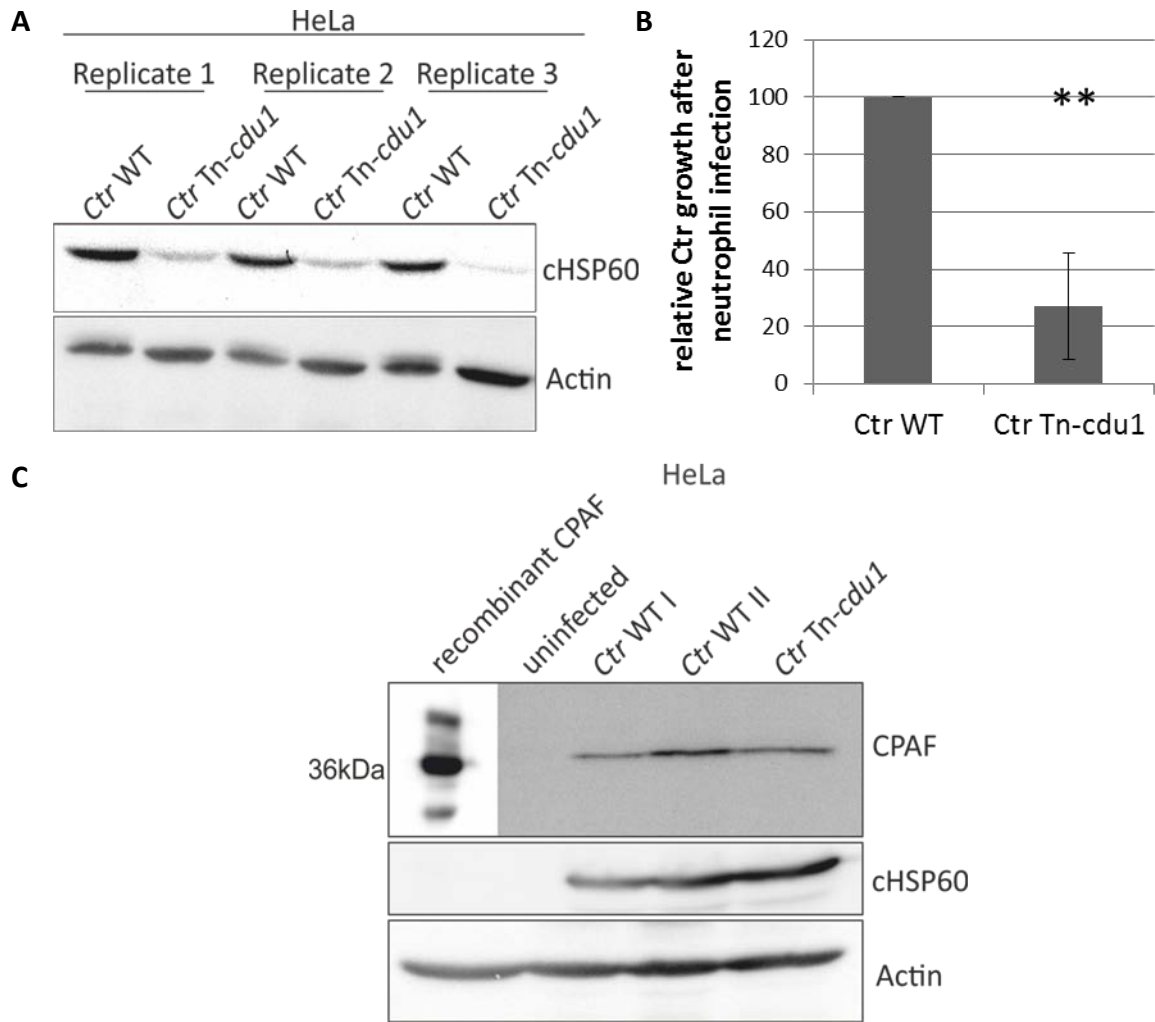 A
HeLa
Replicate 1 Replicate 2 Replicate 3
Ctr WT Ctr Tn-cdu1 Ctr WT Ctr Tn-cdu1 Ctr WT Ctr Tn-cdu1
cHSP60
Actin
B
relative Ctr growth after
neutrophil infection
120
100
80
60
40
20
0
**
Ctr WT Ctr Tn-cdu1
C
HeLa
recombinant CPAF uninfected Ctr WT I Ctr WT II Ctr Tn-cdu1
36kDa
CPAF
cHSP60
Actin